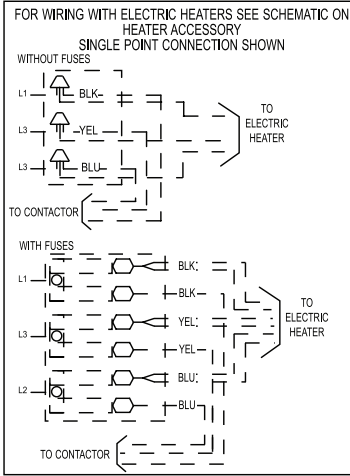 FOR WIRING WITH ELECTRIC HEATERS SEE SCHEMATIC ON
HEATER ACCESSORY
SINGLE POINT CONNECTION SHOWN
WITHOUT FUSES
L1
BLK
L3
YEL
L3
BLU
TO
ELECTRIC
HEATER
TO CONTACTOR
WITH FUSES
L1
BLK
BLK
L3
YEL
YEL
L2
BLU
BLU
TO
ELECTRIC
HEATER
TO CONTACTOR